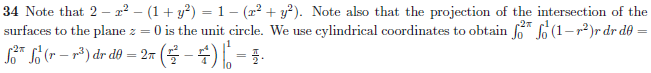 34 Note that 2 − x² − (1 + y²) = 1 − (x² + y²). Note also that the projection of the intersection of the
surfaces to the plane z = 0 is the unit circle. We use cylindrical coordinates to obtain ∫₀^{2π} ∫₀^1 (1−r²)r dr dθ =
∫₀^{2π} ∫₀^1 (r − r³) dr dθ = 2π (r²/2 − r⁴/4)|₀^1 = π/2.